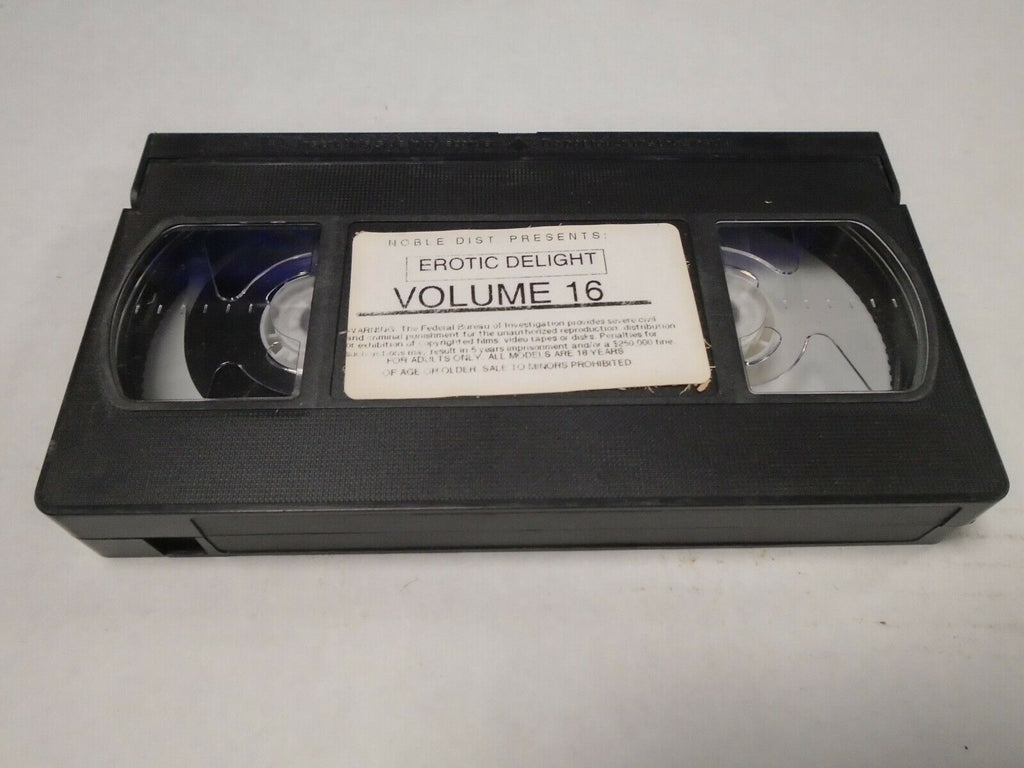 NOBLE DIST. PRESENTS:
EROTIC DELIGHT
VOLUME 16
WARNING: The Federal Bureau of Investigation provides severe civil
and criminal punishment for the unauthorized reproduction, distribution
or exhibition of copyrighted films, video tapes or disks. Penalties for
such actions may result in 5 years imprisonment and/or a $250,000 fine.
FOR ADULTS ONLY. ALL MODELS ARE 18 YEARS
OF AGE OR OLDER. SALE TO MINORS PROHIBITED